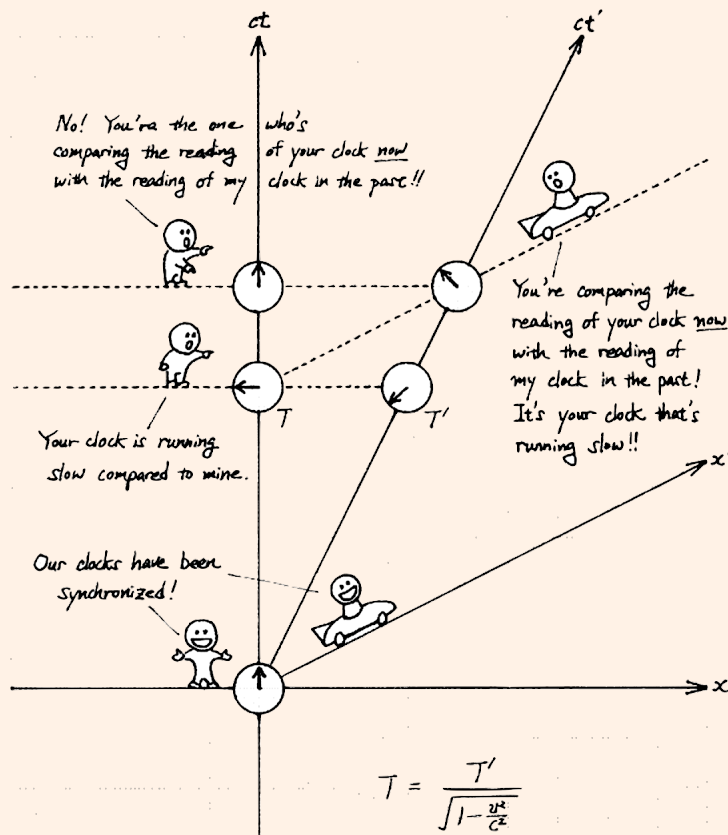 ct
ct′
No! You'ra the one who's
comparing the reading of your clock now
with the reading of my clock in the past!!
You're comparing the
reading of your clock now
with the reading of
my clock in the past!
It's your clock that's
running slow!!
T
T′
Your clock is running
slow compared to mine.
x′
Our clocks have been
synchronized!
x
T = T′ / √(1 − v²/c²)